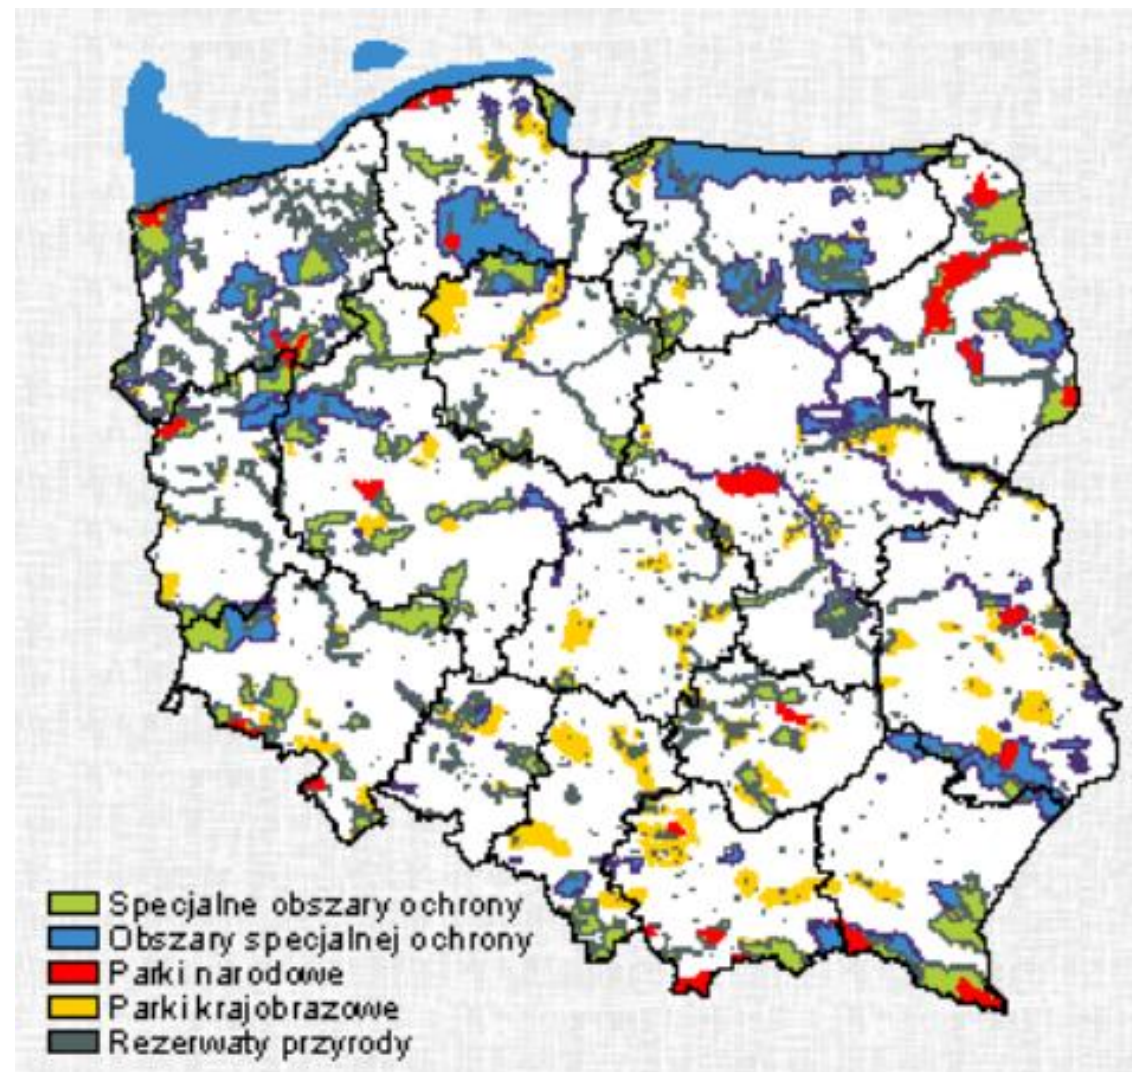 Specjalne obszary ochrony
Obszary specjalnej ochrony
Parki narodowe
Parki krajobrazowe
Rezerwaty przyrody